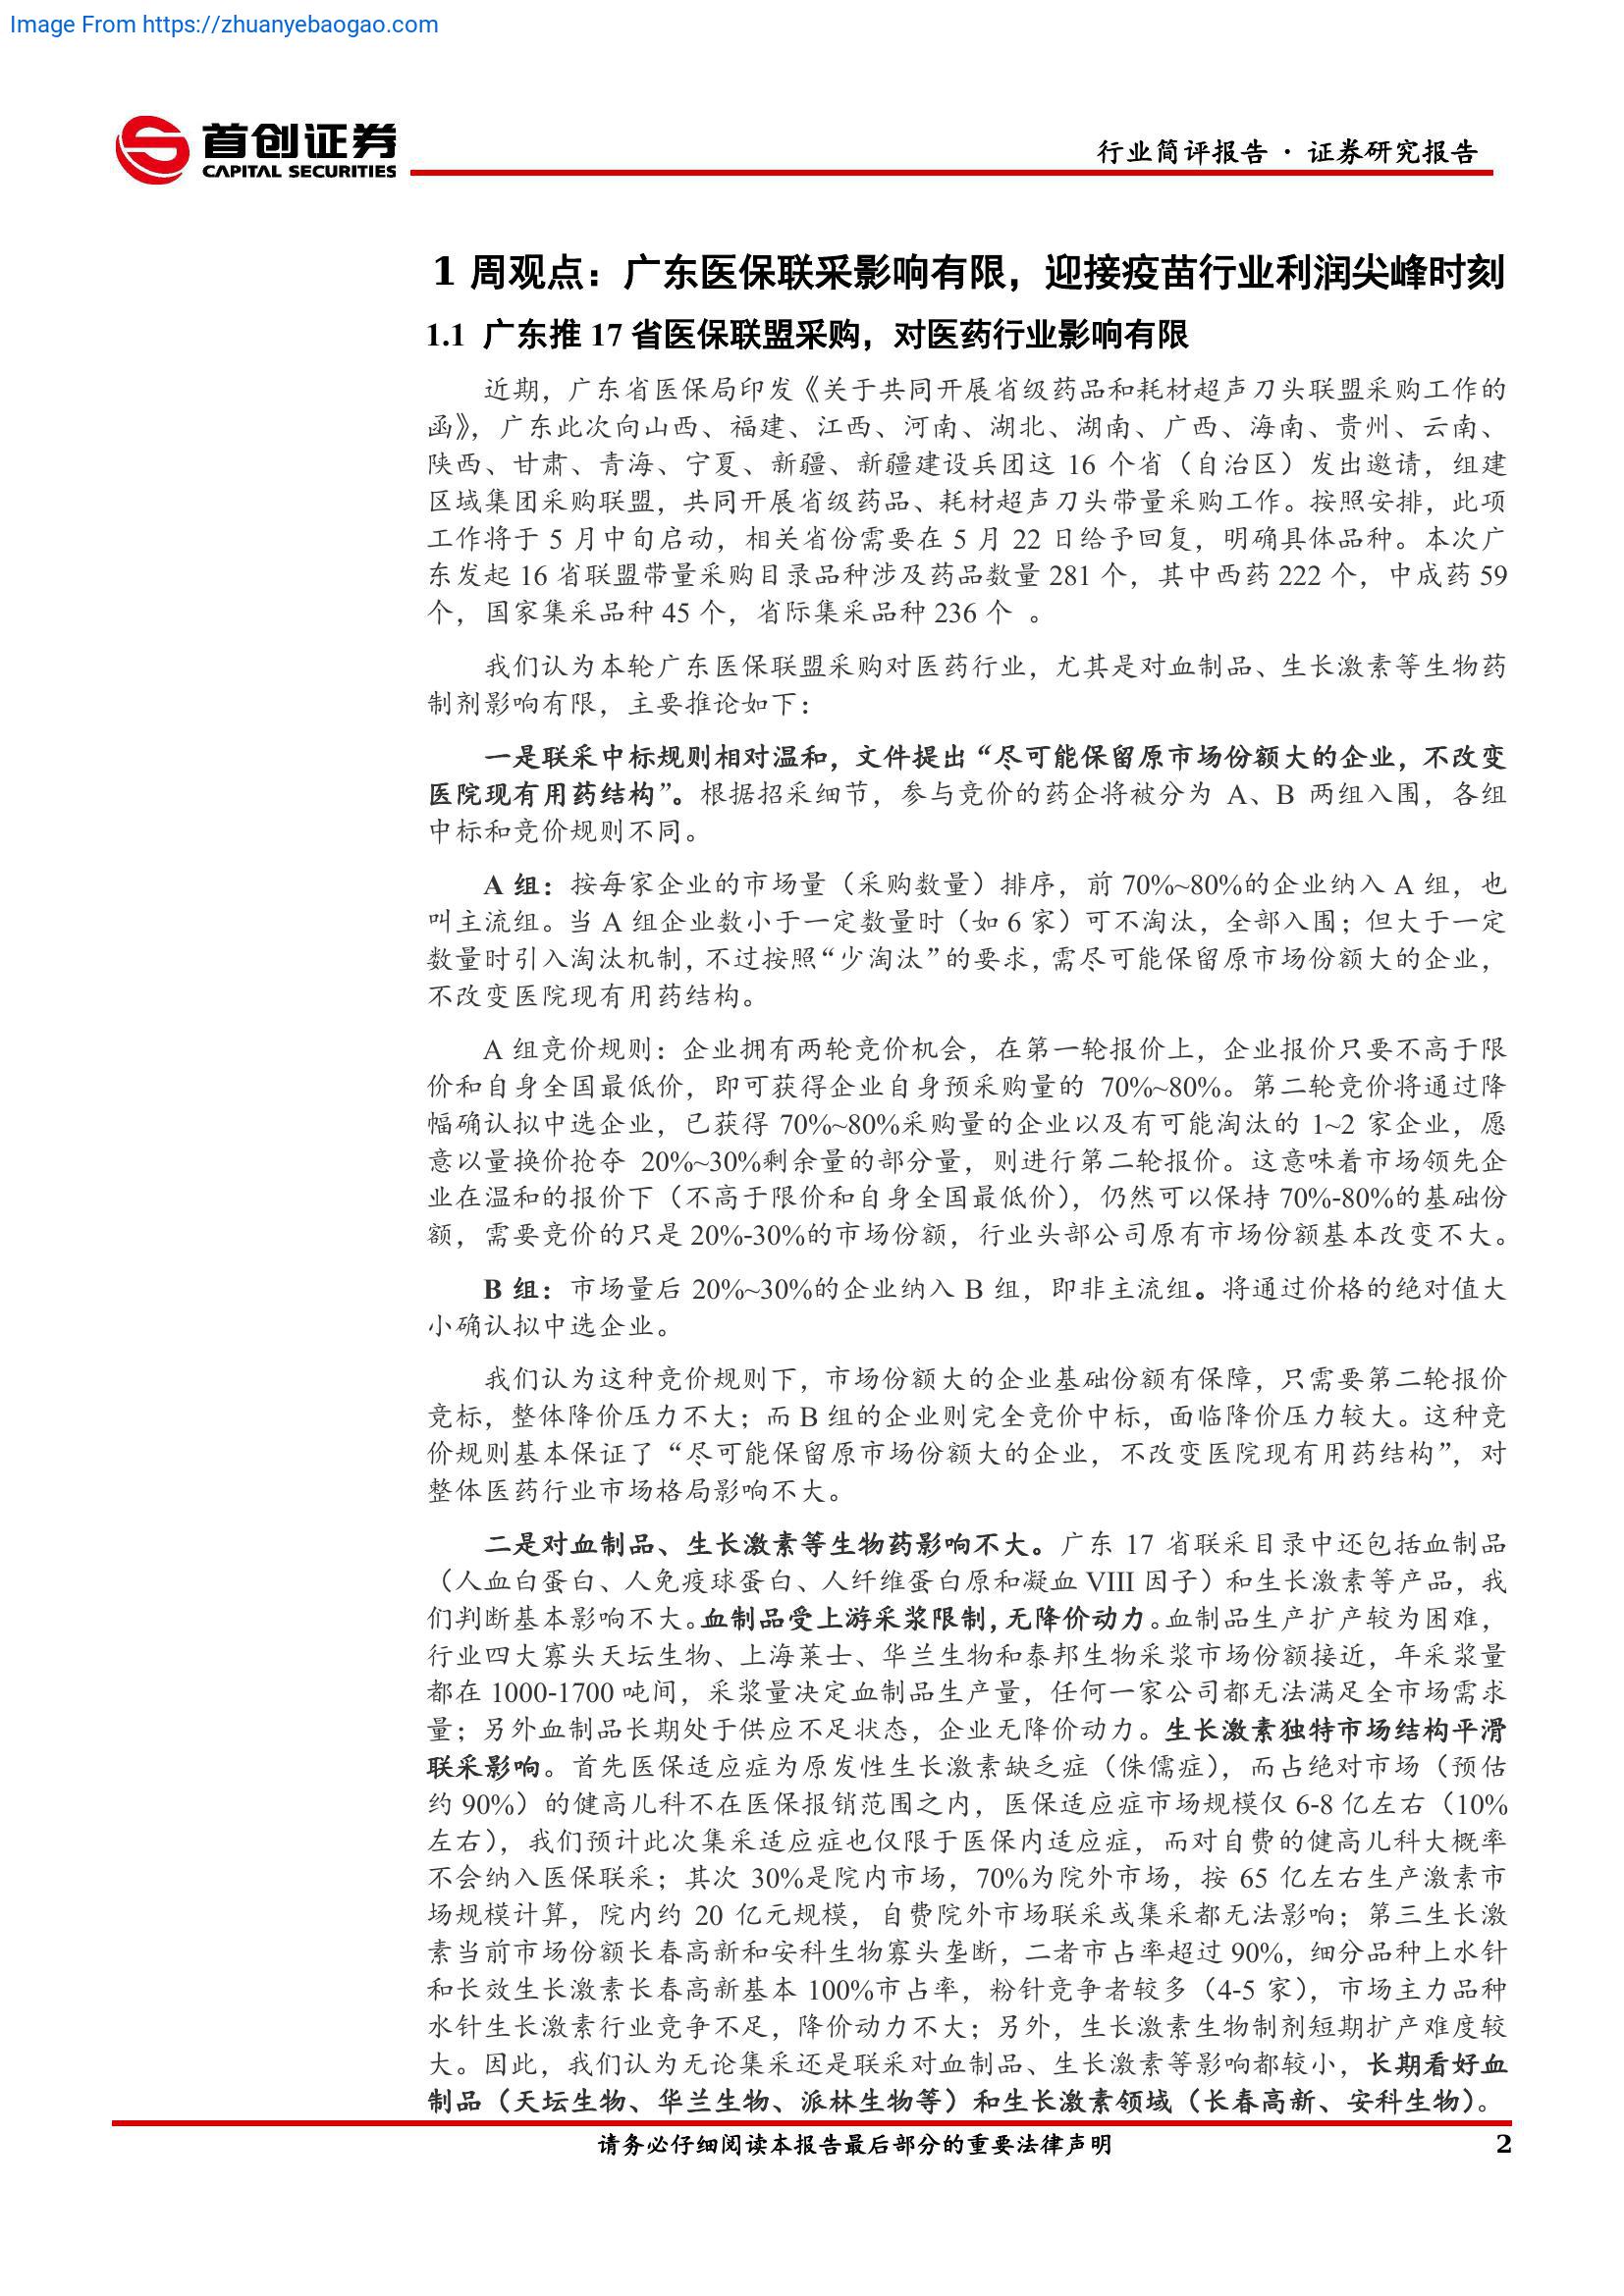 Image From https://zhuanyebaogao.com
首创证券
CAPITAL SECURITIES
行业简评报告 · 证券研究报告
1 周观点：广东医保联采影响有限，迎接疫苗行业利润尖峰时刻
1.1 广东推 17 省医保联盟采购，对医药行业影响有限
近期，广东省医保局印发《关于共同开展省级药品和耗材超声刀头联盟采购工作的
函》，广东此次向山西、福建、江西、河南、湖北、湖南、广西、海南、贵州、云南、
陕西、甘肃、青海、宁夏、新疆、新疆建设兵团这 16 个省（自治区）发出邀请，组建
区域集团采购联盟，共同开展省级药品、耗材超声刀头带量采购工作。按照安排，此项
工作将于 5 月中旬启动，相关省份需要在 5 月 22 日给予回复，明确具体品种。本次广
东发起 16 省联盟带量采购目录品种涉及药品数量 281 个，其中西药 222 个，中成药 59
个，国家集采品种 45 个，省际集采品种 236 个 。
我们认为本轮广东医保联盟采购对医药行业，尤其是对血制品、生长激素等生物药
制剂影响有限，主要推论如下：
一是联采中标规则相对温和，文件提出“尽可能保留原市场份额大的企业，不改变
医院现有用药结构”。根据招采细节，参与竞价的药企将被分为 A、B 两组入围，各组
中标和竞价规则不同。
A 组：按每家企业的市场量（采购数量）排序，前 70%~80%的企业纳入 A 组，也
叫主流组。当 A 组企业数小于一定数量时（如 6 家）可不淘汰，全部入围；但大于一定
数量时引入淘汰机制，不过按照“少淘汰”的要求，需尽可能保留原市场份额大的企业，
不改变医院现有用药结构。
A 组竞价规则：企业拥有两轮竞价机会，在第一轮报价上，企业报价只要不高于限
价和自身全国最低价，即可获得企业自身预采购量的 70%~80%。第二轮竞价将通过降
幅确认拟中选企业，已获得 70%~80%采购量的企业以及有可能淘汰的 1~2 家企业，愿
意以量换价抢夺 20%~30%剩余量的部分量，则进行第二轮报价。这意味着市场领先企
业在温和的报价下（不高于限价和自身全国最低价），仍然可以保持 70%-80%的基础份
额，需要竞价的只是 20%-30%的市场份额，行业头部公司原有市场份额基本改变不大。
B 组：市场量后 20%~30%的企业纳入 B 组，即非主流组。将通过价格的绝对值大
小确认拟中选企业。
我们认为这种竞价规则下，市场份额大的企业基础份额有保障，只需要第二轮报价
竞标，整体降价压力不大；而 B 组的企业则完全竞价中标，面临降价压力较大。这种竞
价规则基本保证了“尽可能保留原市场份额大的企业，不改变医院现有用药结构”，对
整体医药行业市场格局影响不大。
二是对血制品、生长激素等生物药影响不大。广东 17 省联采目录中还包括血制品
（人血白蛋白、人免疫球蛋白、人纤维蛋白原和凝血 VIII 因子）和生长激素等产品，我
们判断基本影响不大。血制品受上游采浆限制，无降价动力。血制品生产扩产较为困难，
行业四大寡头天坛生物、上海莱士、华兰生物和泰邦生物采浆市场份额接近，年采浆量
都在 1000-1700 吨间，采浆量决定血制品生产量，任何一家公司都无法满足全市场需求
量；另外血制品长期处于供应不足状态，企业无降价动力。生长激素独特市场结构平滑
联采影响。首先医保适应症为原发性生长激素缺乏症（侏儒症），而占绝对市场（预估
约 90%）的健高儿科不在医保报销范围之内，医保适应症市场规模仅 6-8 亿左右（10%
左右），我们预计此次集采适应症也仅限于医保内适应症，而对自费的健高儿科大概率
不会纳入医保联采；其次 30%是院内市场，70%为院外市场，按 65 亿左右生产激素市
场规模计算，院内约 20 亿元规模，自费院外市场联采或集采都无法影响；第三生长激
素当前市场份额长春高新和安科生物寡头垄断，二者市占率超过 90%，细分品种上水针
和长效生长激素长春高新基本 100%市占率，粉针竞争者较多（4-5 家），市场主力品种
水针生长激素行业竞争不足，降价动力不大；另外，生长激素生物制剂短期扩产难度较
大。因此，我们认为无论集采还是联采对血制品、生长激素等影响都较小，长期看好血
制品（天坛生物、华兰生物、派林生物等）和生长激素领域（长春高新、安科生物）。
请务必仔细阅读本报告最后部分的重要法律声明
2